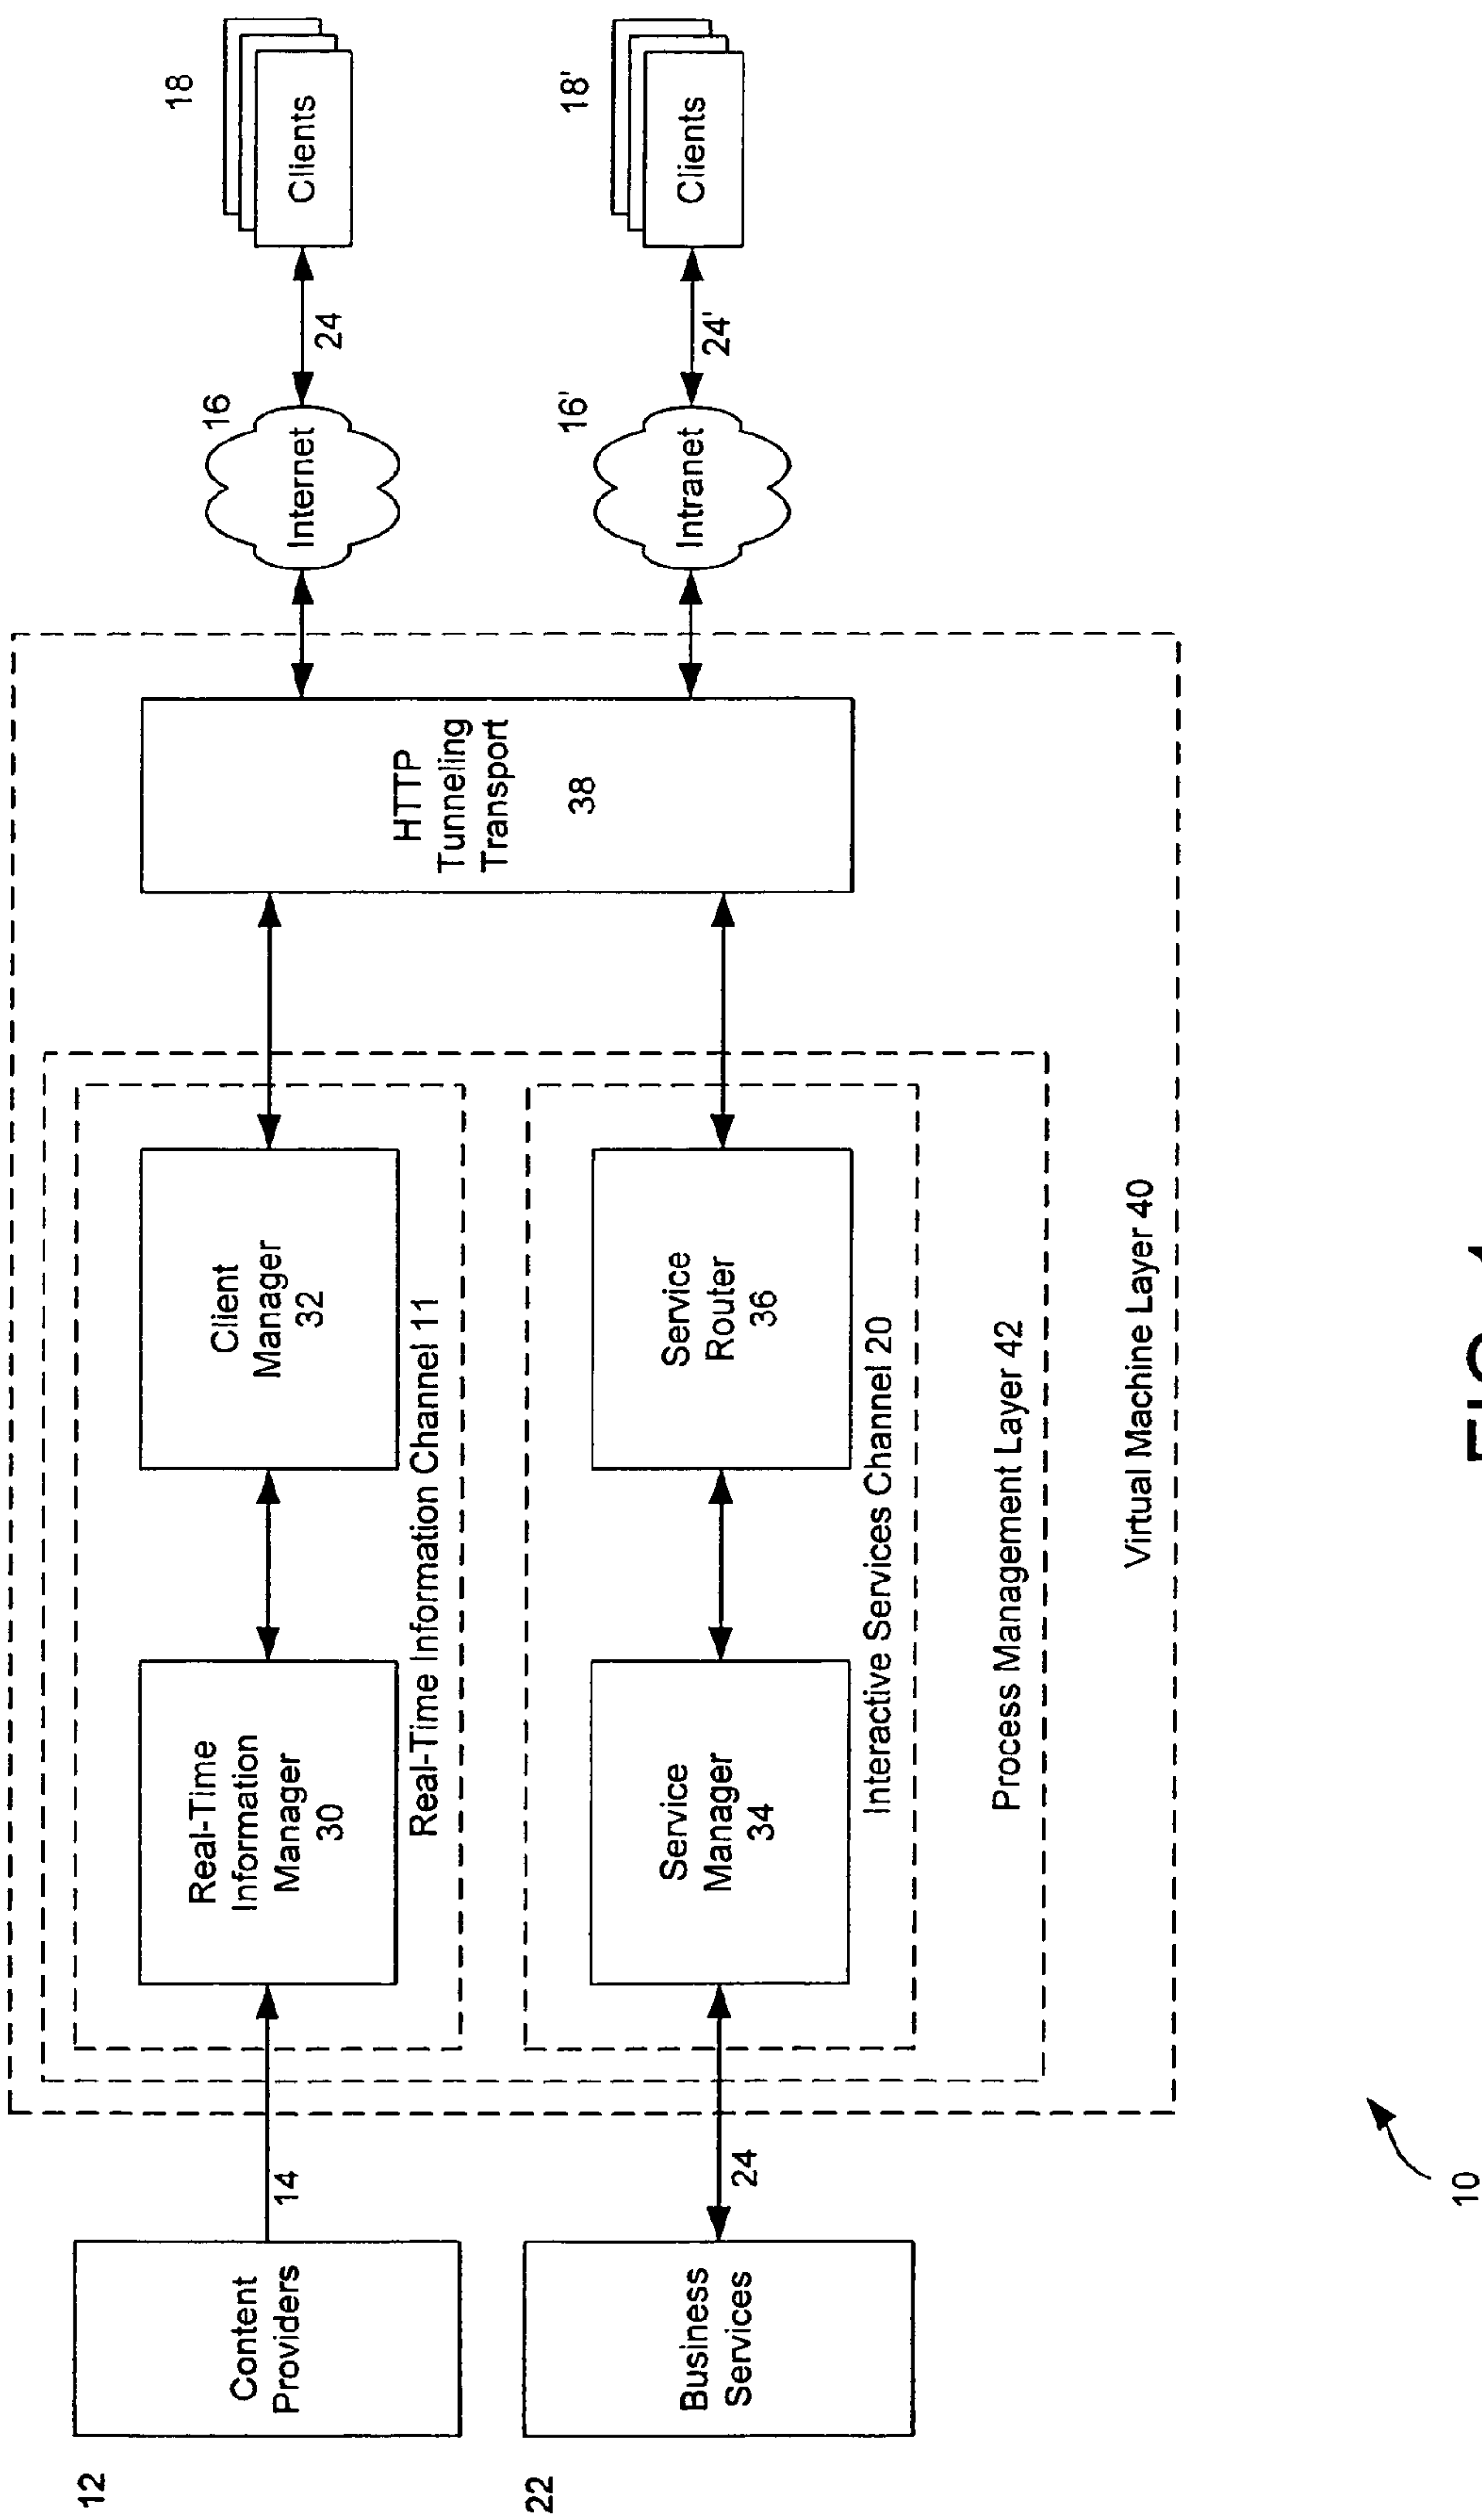 12
Content
Providers
14
Real-Time
Information
Manager
30
Client
Manager
32
Real-Time Information Channel 11
HTTP
Tunneling
Transport
38
16
Internet
24
18
Clients
22
Business
Services
24
Service
Manager
34
Service
Router
36
Interactive Services Channel 20
16'
Intranet
24'
18'
Clients
Process Management Layer 42
Virtual Machine Layer 40
10